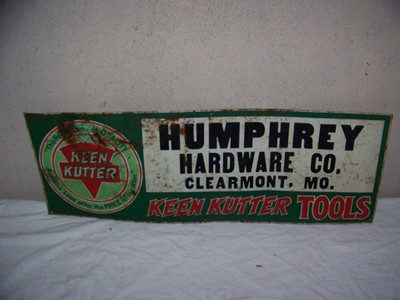 KEEN
KUTTER
HUMPHREY
HARDWARE CO.
CLEARMONT, MO.
KEEN KUTTER TOOLS